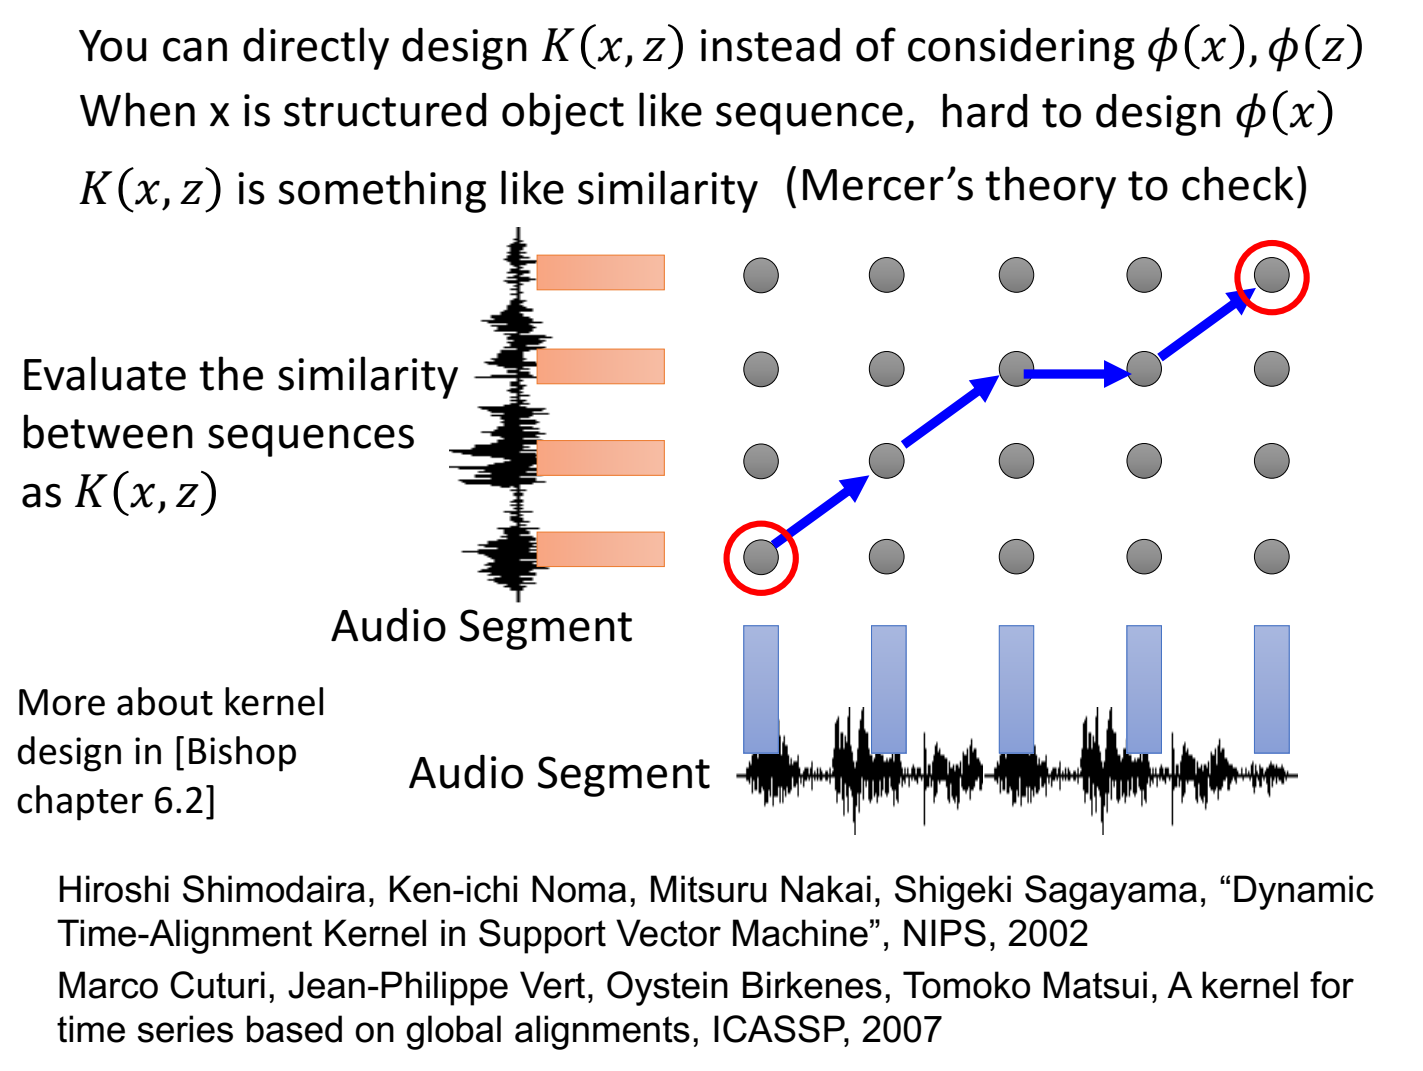 You can directly design K(x, z) instead of considering ϕ(x), ϕ(z)
When x is structured object like sequence, hard to design ϕ(x)
K(x, z) is something like similarity (Mercer’s theory to check)
Evaluate the similarity
between sequences
as K(x, z)
Audio Segment
More about kernel
design in [Bishop
chapter 6.2]
Audio Segment
Hiroshi Shimodaira, Ken-ichi Noma, Mitsuru Nakai, Shigeki Sagayama, “Dynamic
Time-Alignment Kernel in Support Vector Machine”, NIPS, 2002
Marco Cuturi, Jean-Philippe Vert, Oystein Birkenes, Tomoko Matsui, A kernel for
time series based on global alignments, ICASSP, 2007